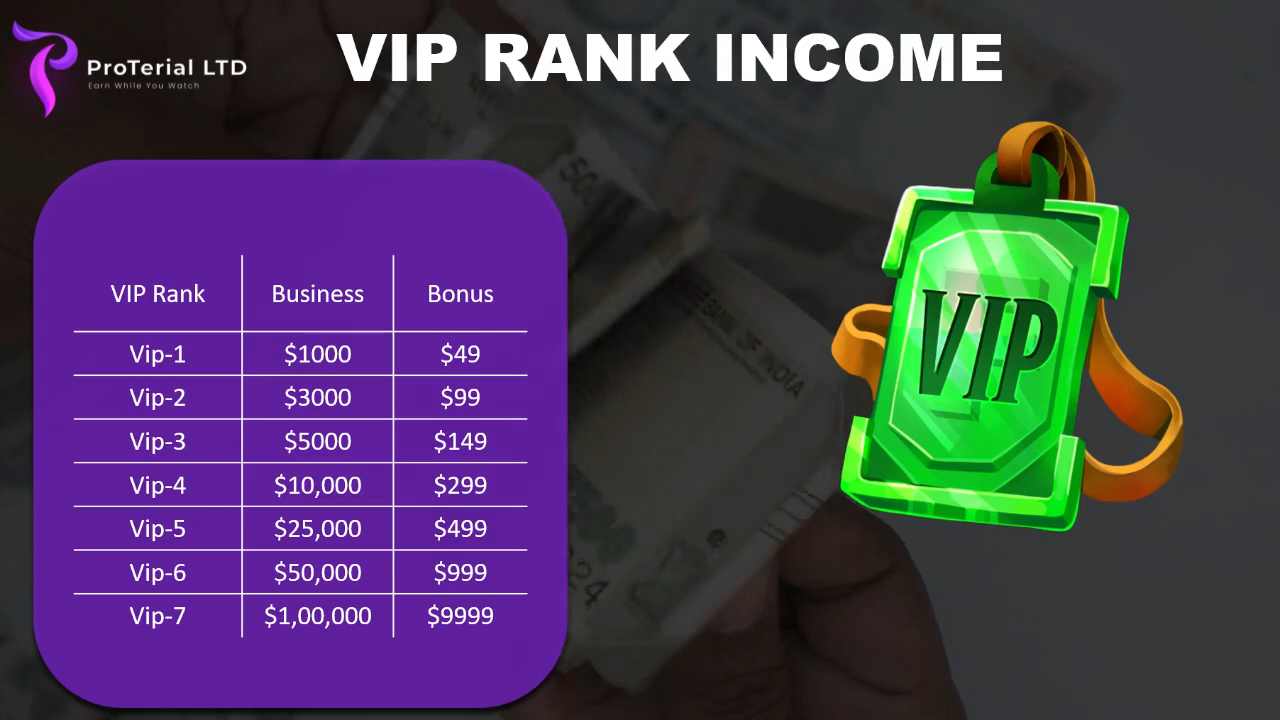 ProTerial LTD
Earn While You Watch
VIP RANK INCOME
VIP Rank Business Bonus
Vip-1 $1000 $49
Vip-2 $3000 $99
Vip-3 $5000 $149
Vip-4 $10,000 $299
Vip-5 $25,000 $499
Vip-6 $50,000 $999
Vip-7 $1,00,000 $9999
VIP